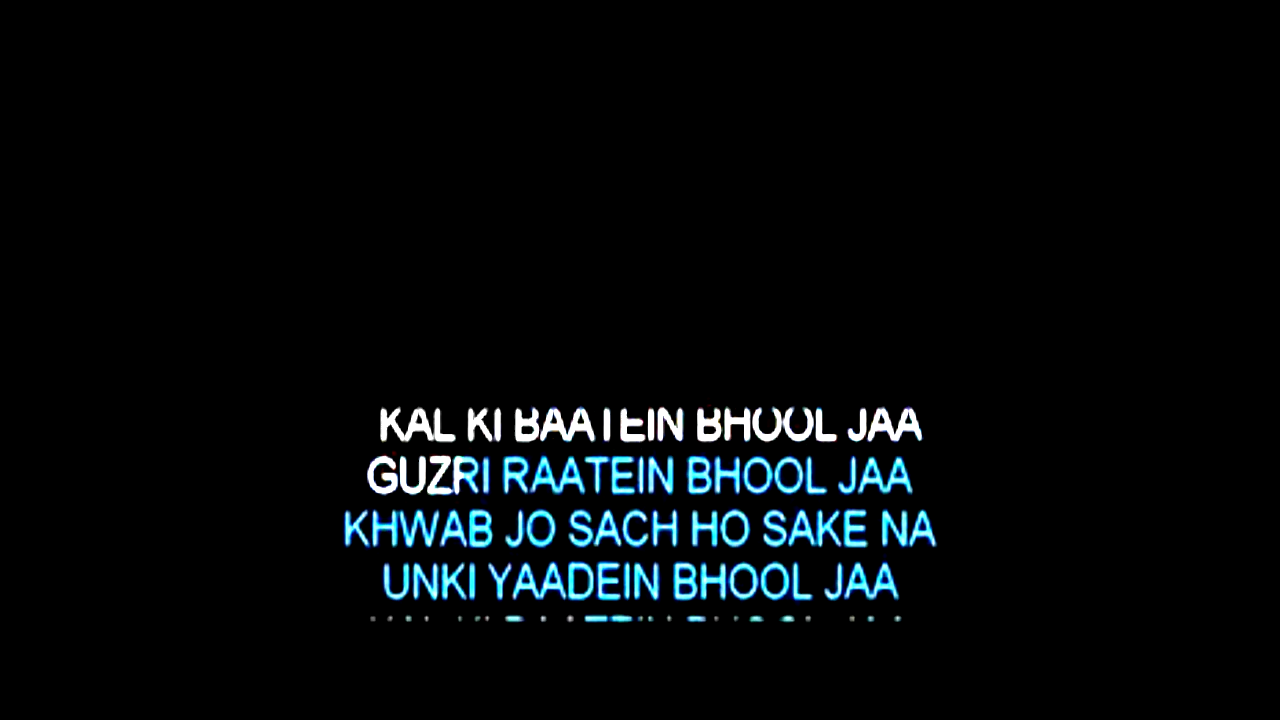 KAL KI BAATEIN BHOOL JAA
GUZRI RAATEIN BHOOL JAA
KHWAB JO SACH HO SAKE NA
UNKI YAADEIN BHOOL JAA